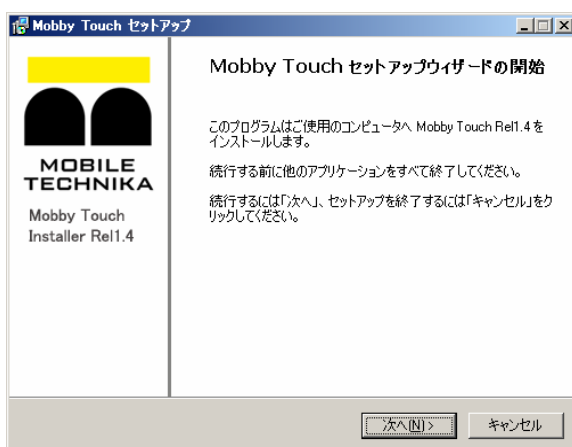 Mobby Touch セットアップ
MOBILE
TECHNIKA
Mobby Touch
Installer Rel1.4
Mobby Touch セットアップウィザードの開始
このプログラムはご使用のコンピュータへ Mobby Touch Rel1.4 を
インストールします。
続行する前に他のアプリケーションをすべて終了してください。
続行するには「次へ」、セットアップを終了するには「キャンセル」をク
リックしてください。
次へ(N) >
キャンセル